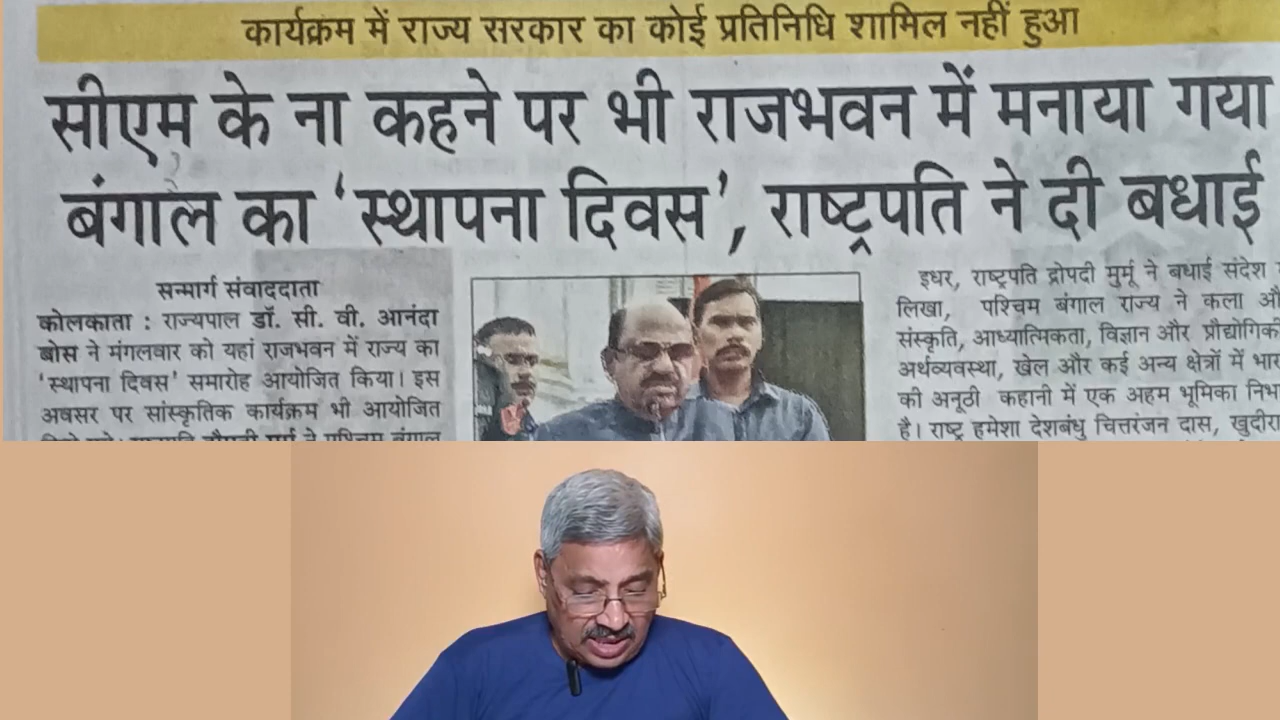 कार्यक्रम में राज्य सरकार का कोई प्रतिनिधि शामिल नहीं हुआ
सीएम के ना कहने पर भी राजभवन में मनाया गया
बंगाल का ‘स्थापना दिवस’, राष्ट्रपति ने दी बधाई
सन्मार्ग संवाददाता
कोलकाता : राज्यपाल डॉ. सी. वी. आनंदा
बोस ने मंगलवार को यहां राजभवन में राज्य का
‘स्थापना दिवस’ समारोह आयोजित किया। इस
अवसर पर सांस्कृतिक कार्यक्रम भी आयोजित
इधर, राष्ट्रपति द्रोपदी मुर्मू ने बधाई संदेश
लिखा, पश्चिम बंगाल राज्य ने कला
संस्कृति, आध्यात्मिकता, विज्ञान और
अर्थव्यवस्था, खेल और कई अन्य क्षेत्रों में
की अनूठी कहानी में एक अहम भूमिका
है। राष्ट्र हमेशा देशबंधु चित्तरंजन दास,